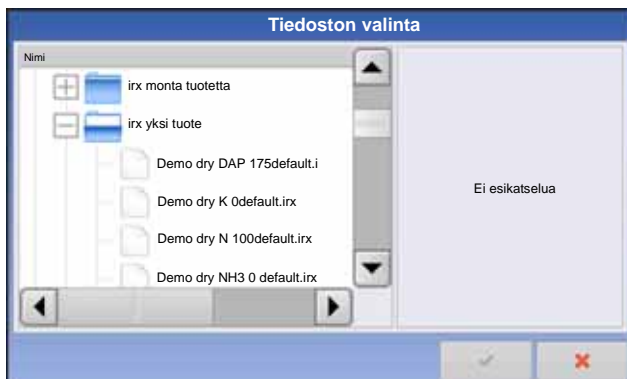 Tiedoston valinta
Nimi
irx monta tuotetta
irx yksi tuote
Demo dry DAP 175default.i
Demo dry K 0default.irx
Demo dry N 100default.irx
Demo dry NH3 0 default.irx
Ei esikatselua